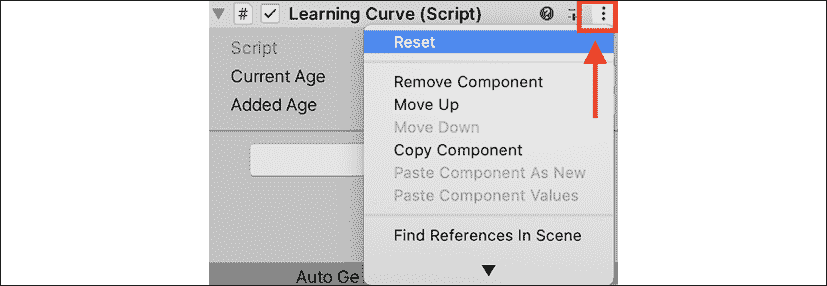 # Learning Curve (Script)
Reset
Script
Current Age
Added Age
Remove Component
Move Up
Move Down
Copy Component
Paste Component As New
Paste Component Values
Find References In Scene
Auto Ge